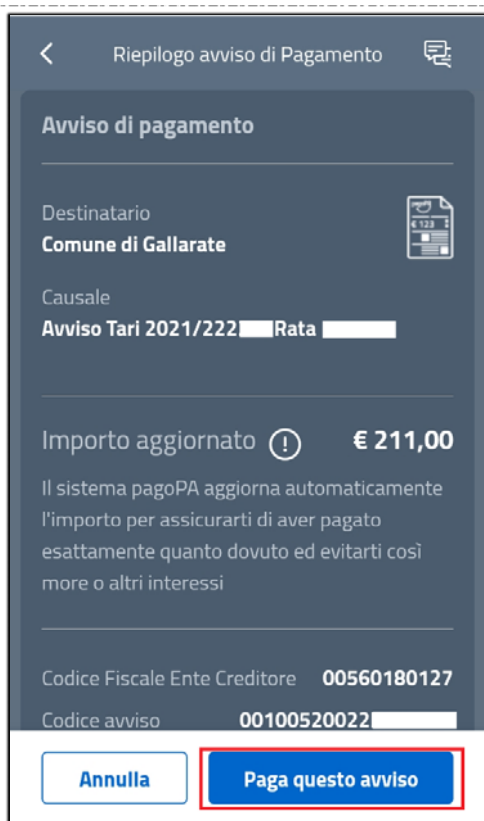 Riepilogo avviso di Pagamento
Avviso di pagamento
Destinatario
Comune di Gallarate
€ 123
Causale
Avviso Tari 2021/222 Rata
Importo aggiornato ! € 211,00
Il sistema pagoPA aggiorna automaticamente
l'importo per assicurarti di aver pagato
esattamente quanto dovuto ed evitarti così
more o altri interessi
Codice Fiscale Ente Creditore 00560180127
Codice avviso 00100520022
Annulla Paga questo avviso